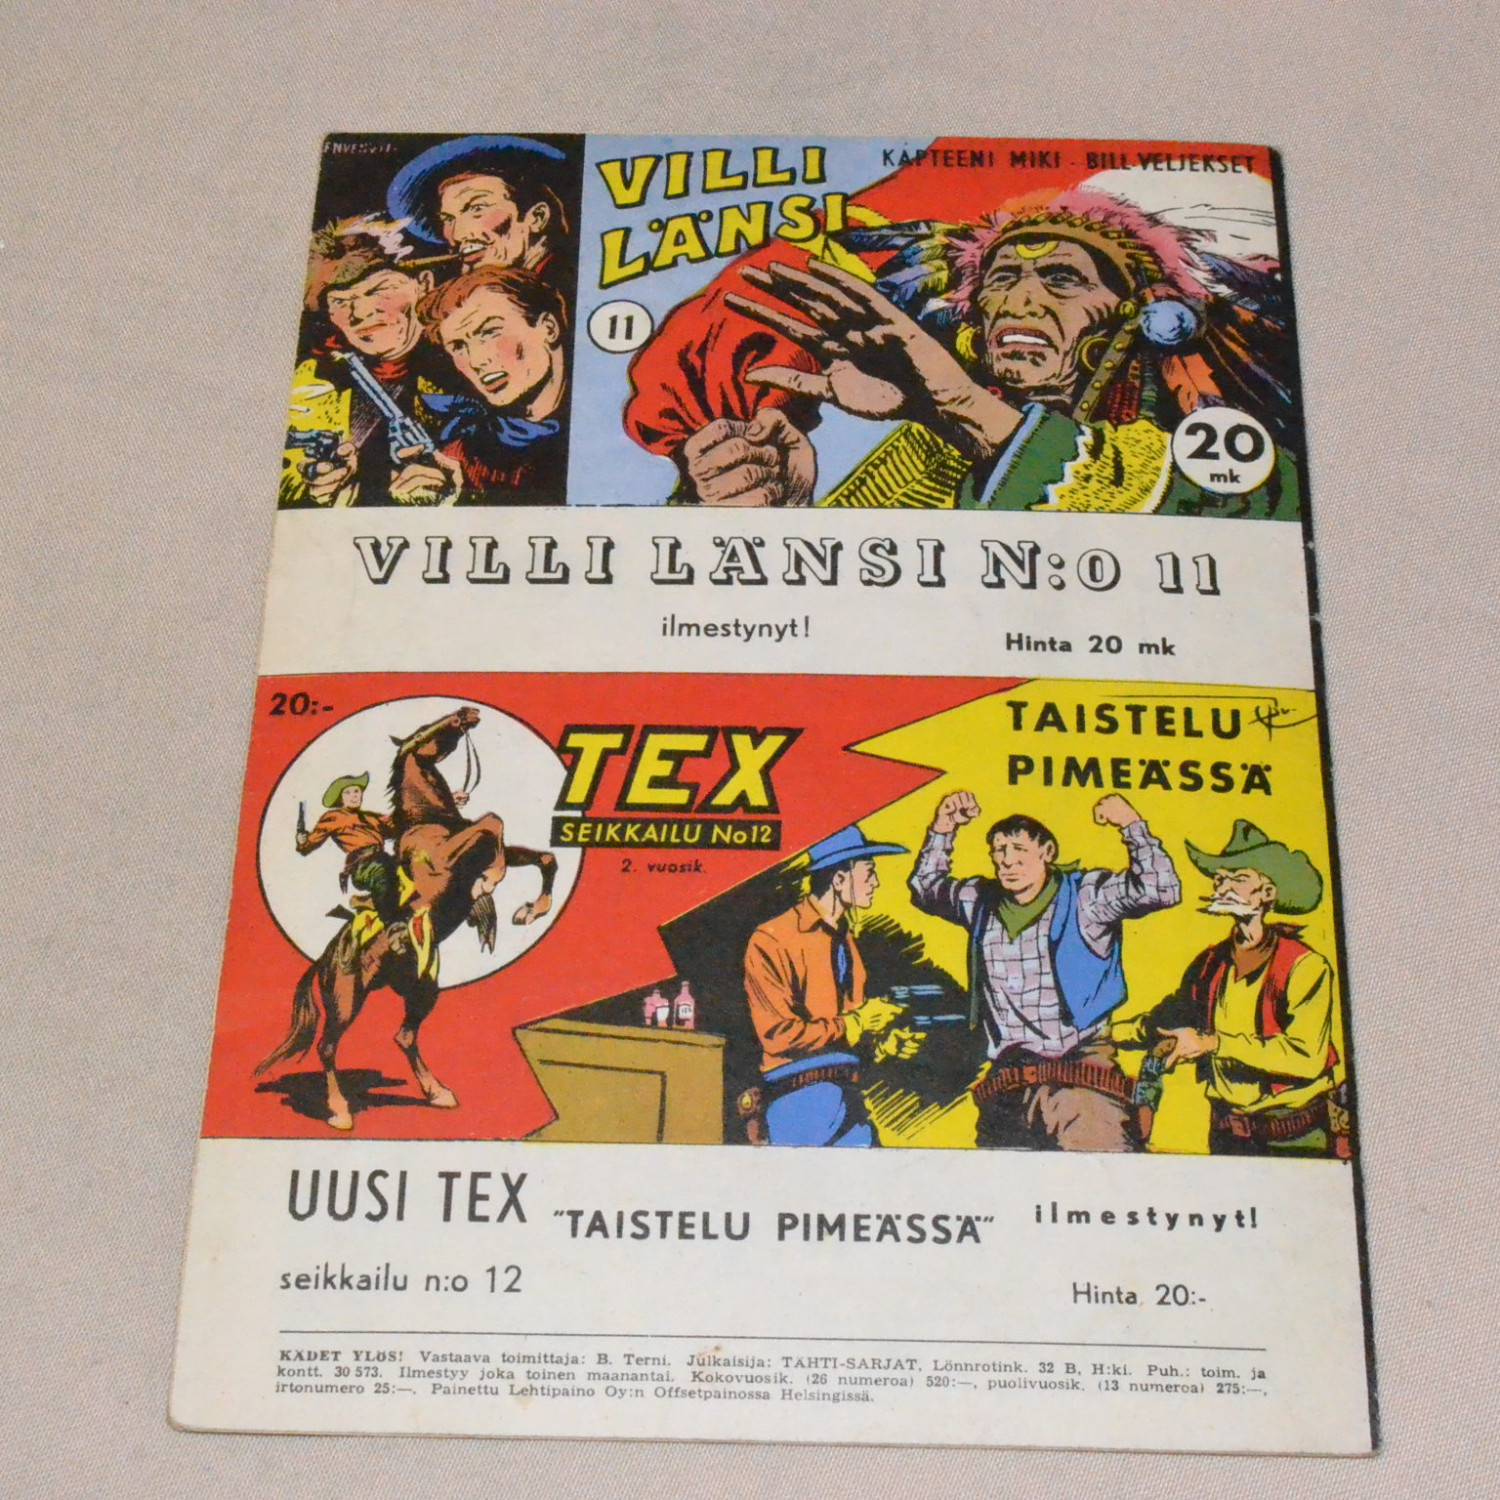 KAPTEENI MIKI - BILL-VELJEKSET
VILLI
LÄNSI
11
20
mk
VILLI LÄNSI N:O 11
ilmestynyt!
Hinta 20 mk
20:-
TEX
SEIKKAILU No 12
2. vuosik.
TAISTELU
PIMEÄSSÄ
UUSI TEX "TAISTELU PIMEÄSSÄ" ilmestynyt!
seikkailu n:o 12
Hinta 20:-
KÄDET YLÖS! Vastaava toimittaja: B. Terni. Julkaisija: TÄHTI-SARJAT, Lönnrotink. 32 B, H:ki. Puh.: toim. ja
kontt. 30 573. Ilmestyy joka toinen maanantai. Kokovuosik. (26 numeroa) 520:—, puolivuosik. (13 numeroa) 275:—,
irtonumero 25:—. Painettu Lehtipaino Oy:n Offsetpainossa Helsingissä.